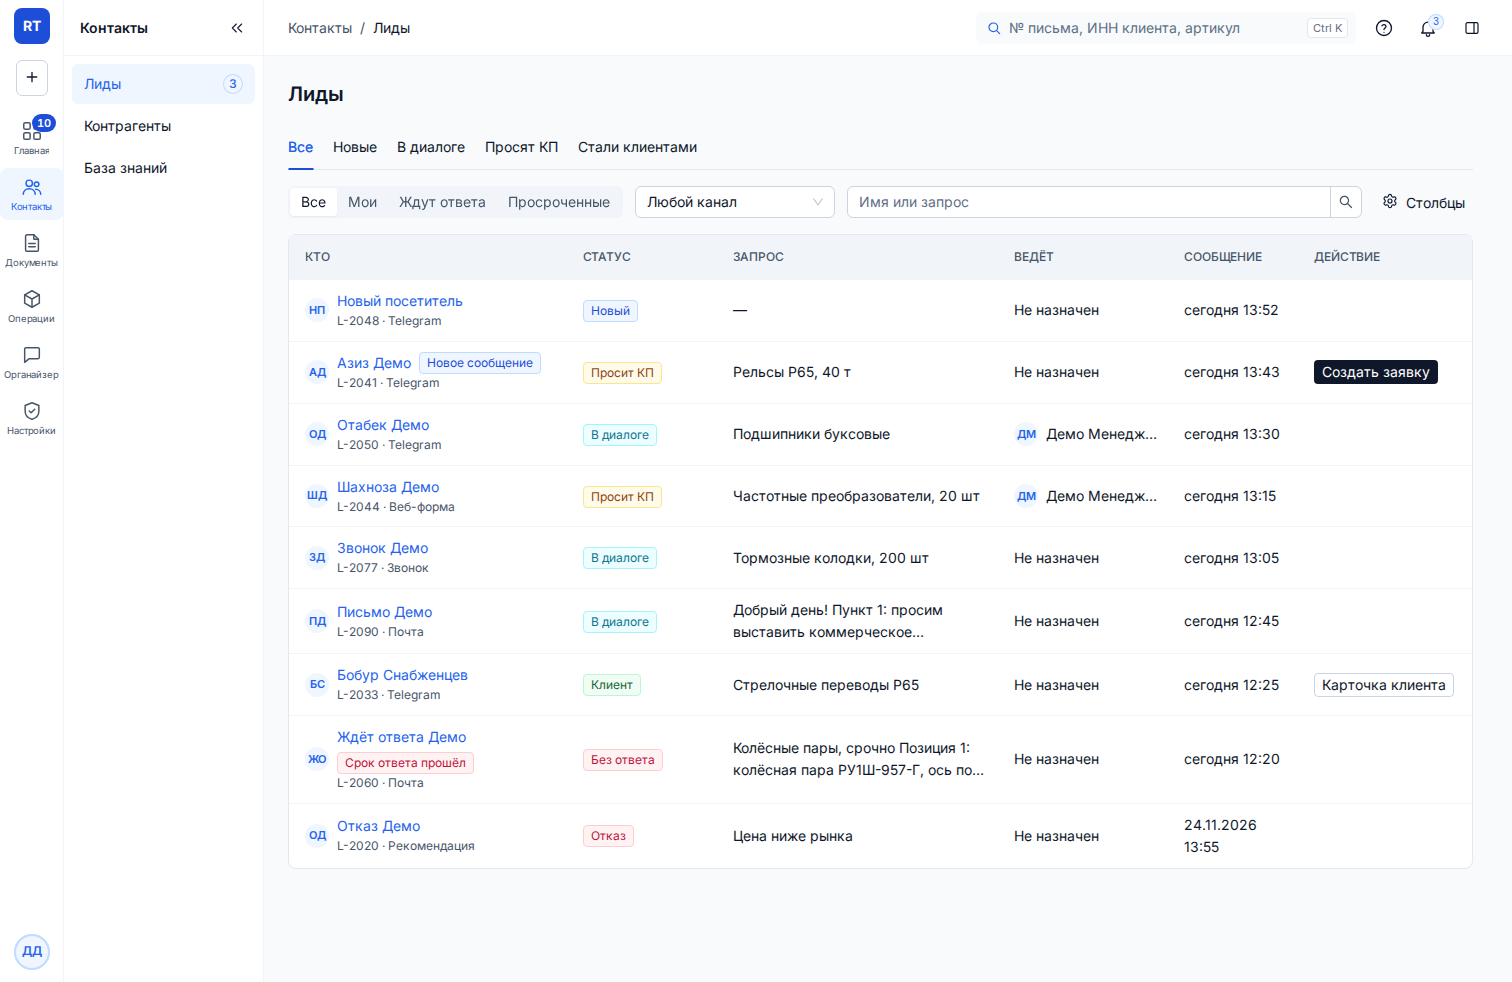 RT
Контакты
Контакты / Лиды
№ письма, ИНН клиента, артикул
Ctrl K
3
10
Главная
Контакты
Документы
Операции
Органайзер
Настройки
ДД
Лиды
3
Контрагенты
База знаний
Лиды
Все
Новые
В диалоге
Просят КП
Стали клиентами
Все
Мои
Ждут ответа
Просроченные
Любой канал
Имя или запрос
Столбцы
КТО
СТАТУС
ЗАПРОС
ВЕДЁТ
СООБЩЕНИЕ
ДЕЙСТВИЕ
НП
Новый посетитель
L-2048 · Telegram
Новый
—
Не назначен
сегодня 13:52
АД
Азиз Демо
Новое сообщение
L-2041 · Telegram
Просит КП
Рельсы Р65, 40 т
Не назначен
сегодня 13:43
Создать заявку
ОД
Отабек Демо
L-2050 · Telegram
В диалоге
Подшипники буксовые
ДМ
Демо Менедж...
сегодня 13:30
ШД
Шахноза Демо
L-2044 · Веб-форма
Просит КП
Частотные преобразователи, 20 шт
ДМ
Демо Менедж...
сегодня 13:15
ЗД
Звонок Демо
L-2077 · Звонок
В диалоге
Тормозные колодки, 200 шт
Не назначен
сегодня 13:05
ПД
Письмо Демо
L-2090 · Почта
В диалоге
Добрый день! Пункт 1: просим
выставить коммерческое...
Не назначен
сегодня 12:45
БС
Бобур Снабженцев
L-2033 · Telegram
Клиент
Стрелочные переводы Р65
Не назначен
сегодня 12:25
Карточка клиента
ЖО
Ждёт ответа Демо
Срок ответа прошёл
L-2060 · Почта
Без ответа
Колёсные пары, срочно Позиция 1:
колёсная пара РУ1Ш-957-Г, ось по...
Не назначен
сегодня 12:20
ОД
Отказ Демо
L-2020 · Рекомендация
Отказ
Цена ниже рынка
Не назначен
24.11.2026
13:55